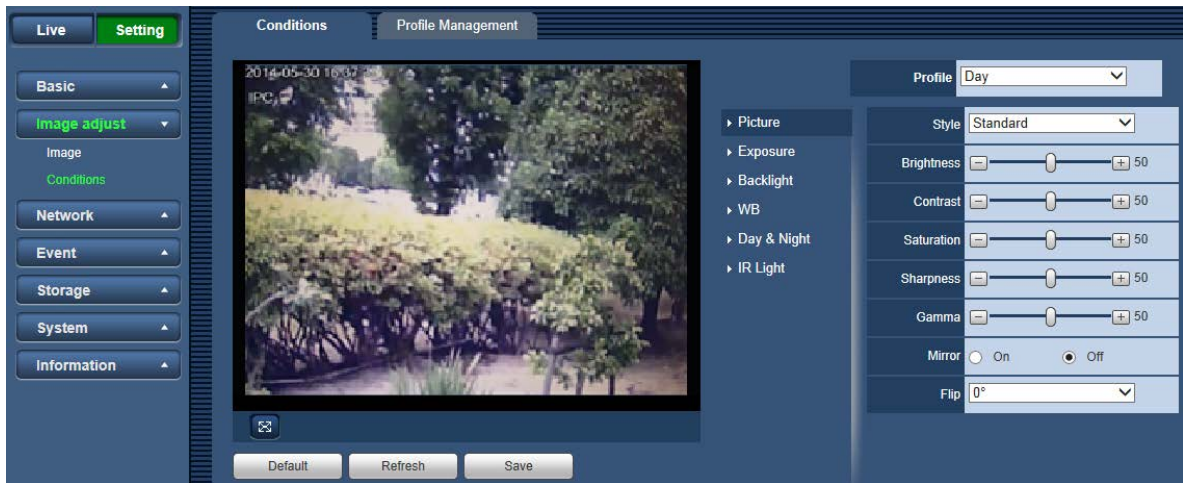 Live Setting
Basic
Image adjust
Image
Conditions
Network
Event
Storage
System
Information
Conditions Profile Management
2014-05-30 16:37
IPC
Default Refresh Save
Picture
Exposure
Backlight
WB
Day & Night
IR Light
Profile Day
Style Standard
Brightness 50
Contrast 50
Saturation 50
Sharpness 50
Gamma 50
Mirror On Off
Flip 0°